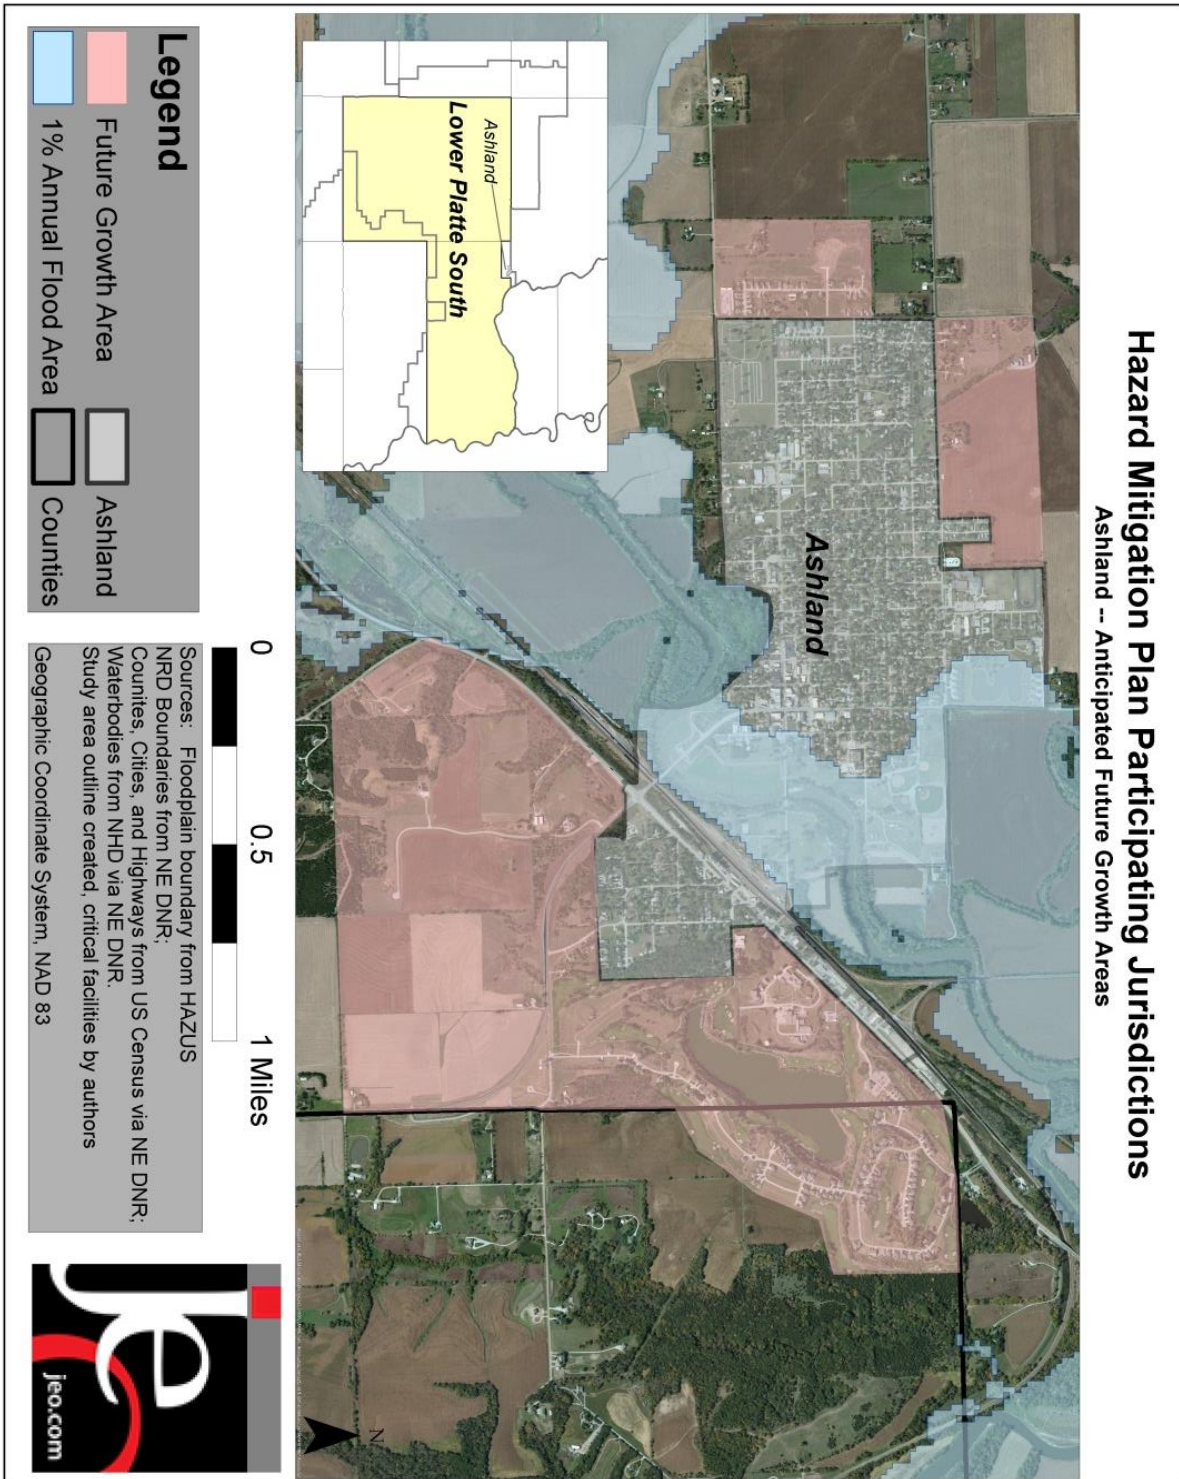 Hazard Mitigation Plan Participating Jurisdictions
Ashland -- Anticipated Future Growth Areas
Ashland
Lower Platte South
Ashland
N
Legend
Future Growth Area
1% Annual Flood Area
Ashland
Counties
0
0.5
1 Miles
Sources: Floodplain boundary from HAZUS
NRD Boundaries from NE DNR;
Counites, Cities, and Highways from US Census via NE DNR;
Waterbodies from NHD via NE DNR.
Study area outline created, critical facilities by authors
Geographic Coordinate System, NAD 83
jeo
jeo.com